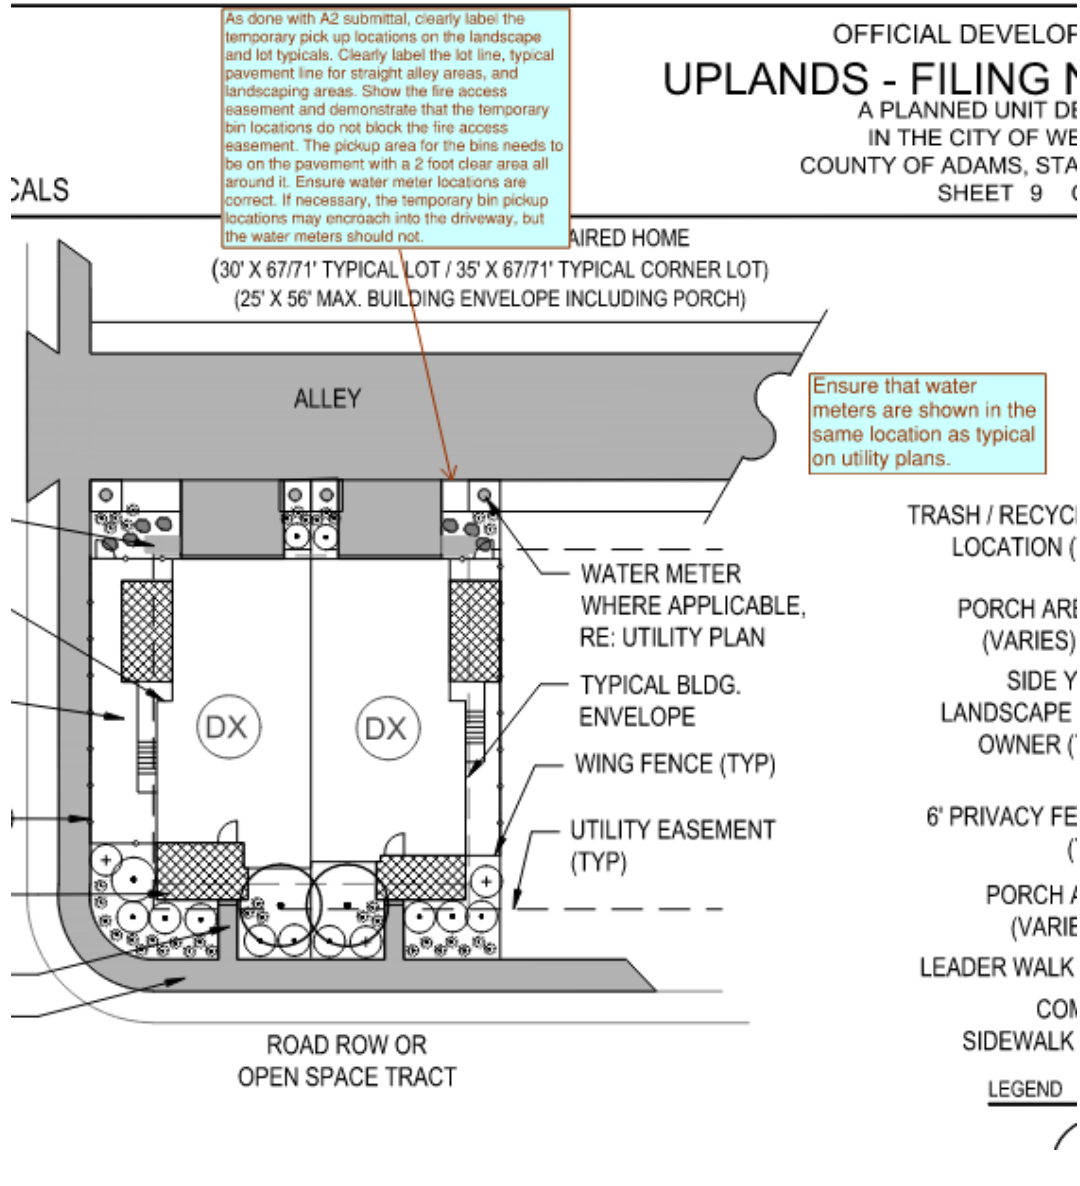 As done with A2 submittal, clearly label the
temporary pick up locations on the landscape
and lot typicals. Clearly label the lot line, typical
pavement line for straight alley areas, and
landscaping areas. Show the fire access
easement and demonstrate that the temporary
bin locations do not block the fire access
easement. The pickup area for the bins needs to
be on the pavement with a 2 foot clear area all
around it. Ensure water meter locations are
correct. If necessary, the temporary bin pickup
locations may encroach into the driveway, but
the water meters should not.
OFFICIAL DEVELOP
UPLANDS - FILING N
A PLANNED UNIT DE
IN THE CITY OF WE
COUNTY OF ADAMS, STA
SHEET 9
CALS
AIRED HOME
(30' X 67/71' TYPICAL LOT / 35' X 67/71' TYPICAL CORNER LOT)
(25' X 56' MAX. BUILDING ENVELOPE INCLUDING PORCH)
ALLEY
Ensure that water
meters are shown in the
same location as typical
on utility plans.
WATER METER
WHERE APPLICABLE,
RE: UTILITY PLAN
TYPICAL BLDG.
ENVELOPE
WING FENCE (TYP)
UTILITY EASEMENT
(TYP)
DX
DX
TRASH / RECYCL
LOCATION (
PORCH ARE
(VARIES)
SIDE Y
LANDSCAPE
OWNER (
6' PRIVACY FE
(
PORCH A
(VARIE
LEADER WALK
COM
SIDEWALK
ROAD ROW OR
OPEN SPACE TRACT
LEGEND